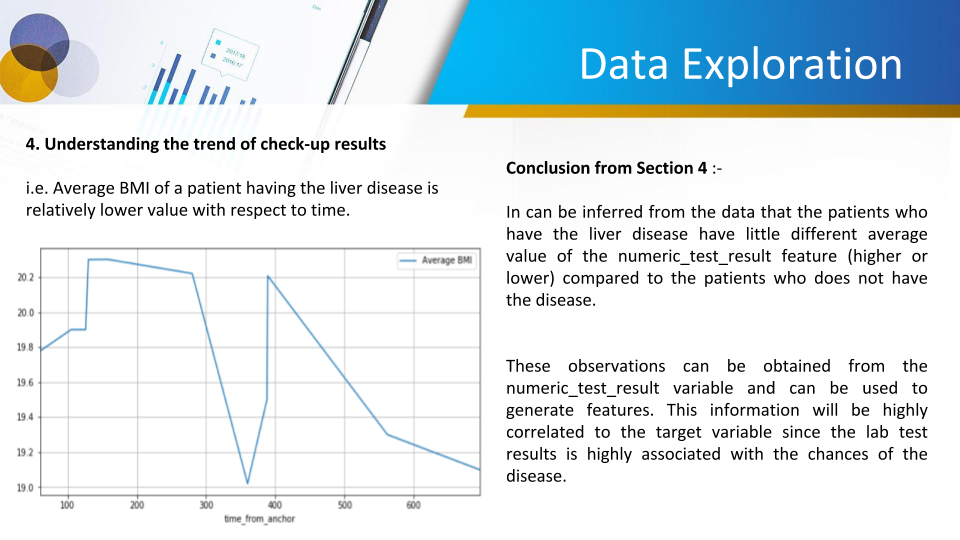 2017/18
2016/17
Data Exploration
4. Understanding the trend of check-up results
i.e. Average BMI of a patient having the liver disease is
relatively lower value with respect to time.
Average BMI
20.2
20.0
19.8
19.6
19.4
19.2
19.0
100 200 300 400 500 600
time_from_anchor
Conclusion from Section 4 :-
In can be inferred from the data that the patients who
have the liver disease have little different average
value of the numeric_test_result feature (higher or
lower) compared to the patients who does not have
the disease.
These observations can be obtained from the
numeric_test_result variable and can be used to
generate features. This information will be highly
correlated to the target variable since the lab test
results is highly associated with the chances of the
disease.